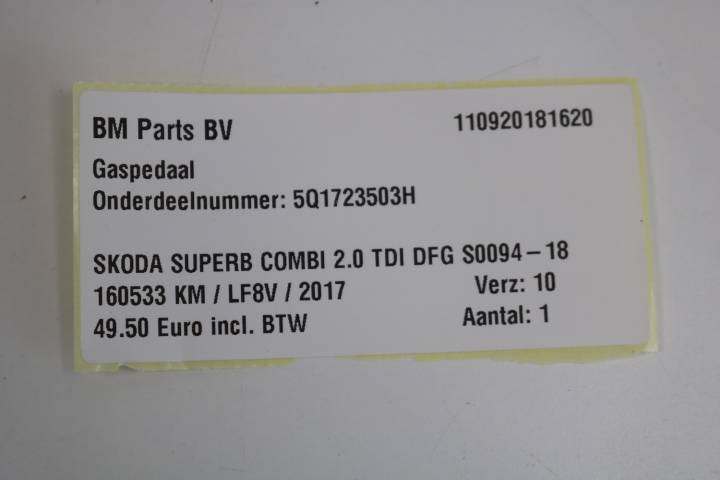 BM Parts BV 110920181620
Gaspedaal
Onderdeelnummer: 5Q1723503H
SKODA SUPERB COMBI 2.0 TDI DFG S0094-18
160533 KM / LF8V / 2017 Verz: 10
49.50 Euro incl. BTW Aantal: 1